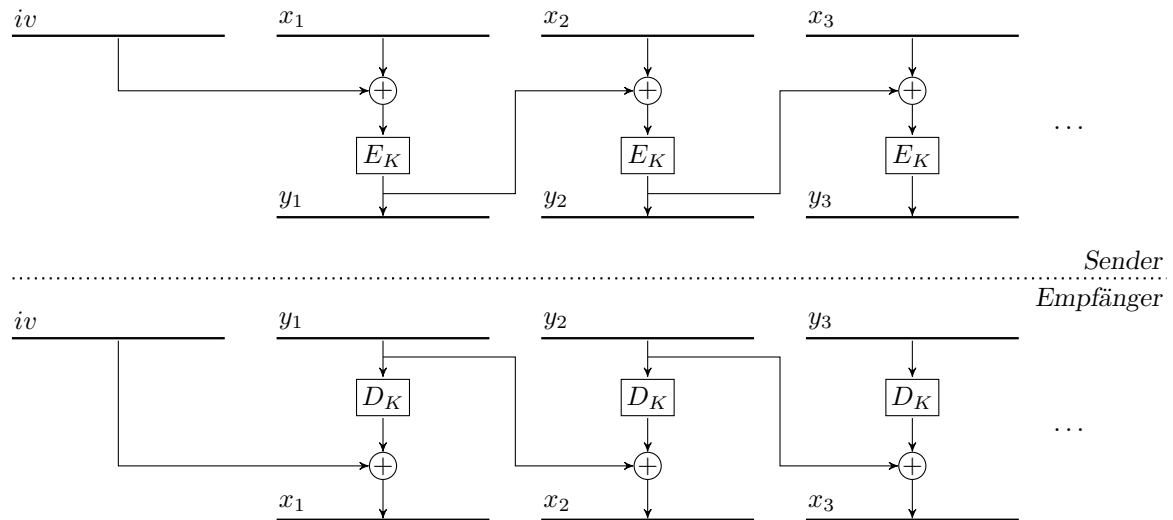 iv x₁ x₂ x₃
+ + +
E_K E_K E_K ...
y₁ y₂ y₃
Sender
Empfänger
iv y₁ y₂ y₃
D_K D_K D_K ...
+ + +
x₁ x₂ x₃